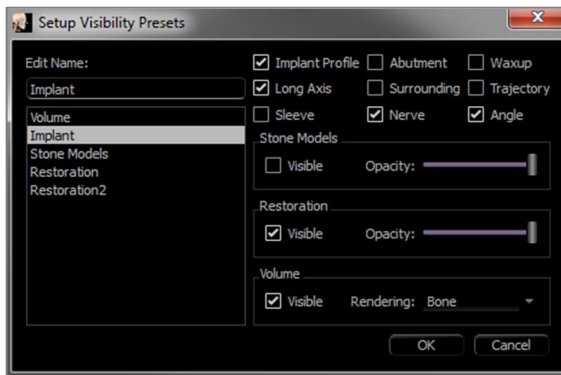 Setup Visibility Presets
Edit Name:
Implant
Volume
Implant
Stone Models
Restoration
Restoration2
Implant Profile Abutment Waxup
Long Axis Surrounding Trajectory
Sleeve Nerve Angle
Stone Models
Visible Opacity:
Restoration
Visible Opacity:
Volume
Visible Rendering: Bone
OK Cancel